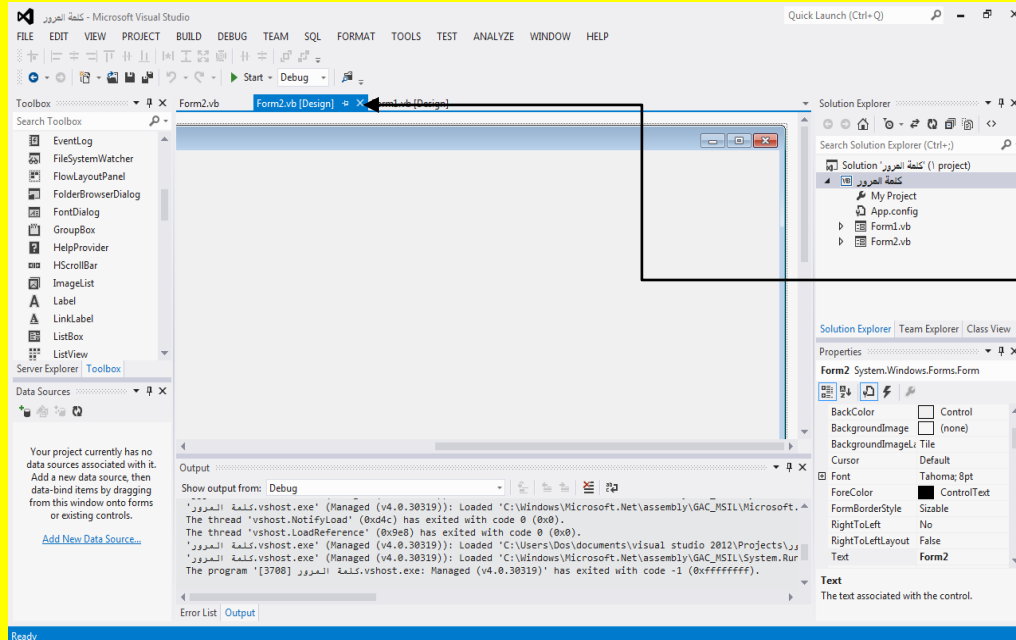 كلمة المرور - Microsoft Visual Studio
Quick Launch (Ctrl+Q)
FILE EDIT VIEW PROJECT BUILD DEBUG TEAM SQL FORMAT TOOLS TEST ANALYZE WINDOW HELP
Start Debug
Toolbox
Search Toolbox
EventLog
FileSystemWatcher
FlowLayoutPanel
FolderBrowserDialog
FontDialog
GroupBox
HelpProvider
HScrollBar
ImageList
Label
LinkLabel
ListBox
ListView
Server Explorer Toolbox
Data Sources
Your project currently has no
data sources associated with it.
Add a new data source, then
data-bind items by dragging
from this window onto forms
or existing controls.
Add New Data Source...
Form2.vb Form2.vb [Design] Form1.vb [Design]
Output
Show output from: Debug
'كلمة المرور.vshost.exe' (Managed (v4.0.30319)): Loaded 'C:\Windows\Microsoft.Net\assembly\GAC_MSIL\Microsoft.
The thread 'vshost.NotifyLoad' (0xd4c) has exited with code 0 (0x0).
The thread 'vshost.LoadReference' (0x9e8) has exited with code 0 (0x0).
'كلمة المرور.vshost.exe' (Managed (v4.0.30319)): Loaded 'C:\Users\Dos\documents\visual studio 2012\Projects\
'كلمة المرور.vshost.exe' (Managed (v4.0.30319)): Loaded 'C:\Windows\Microsoft.Net\assembly\GAC_MSIL\System.Run
The program '[3708] كلمة المرور.vshost.exe: Managed (v4.0.30319)' has exited with code -1 (0xffffffff).
Error List Output
Solution Explorer
Search Solution Explorer (Ctrl+;)
Solution 'كلمة المرور' (١ project)
كلمة المرور
My Project
App.config
Form1.vb
Form2.vb
Solution Explorer Team Explorer Class View
Properties
Form2 System.Windows.Forms.Form
BackColor Control
BackgroundImage (none)
BackgroundImageLa Tile
Cursor Default
Font Tahoma; 8pt
ForeColor ControlText
FormBorderStyle Sizable
RightToLeft No
RightToLeftLayout False
Text Form2
Text
The text associated with the control.
Ready